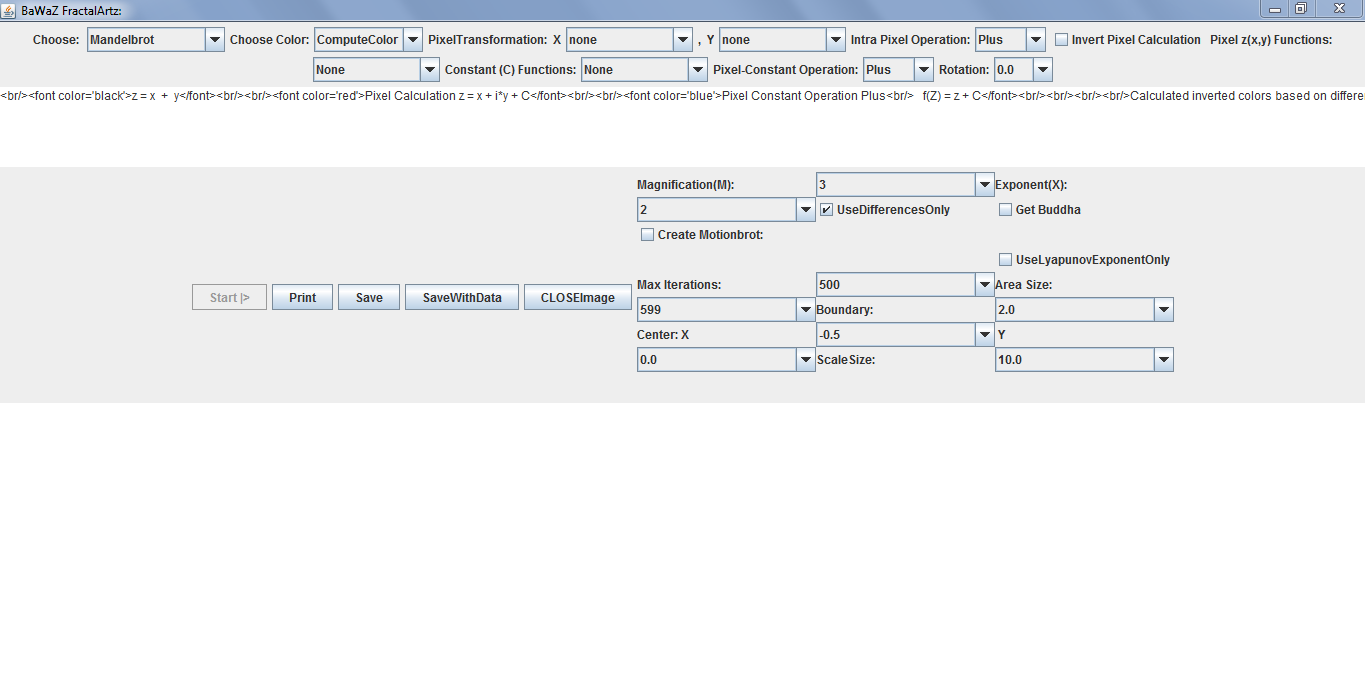 BaWaZ FractalArtz:
Choose: Mandelbrot Choose Color: ComputeColor PixelTransformation: X none , Y none Intra Pixel Operation: Plus Invert Pixel Calculation Pixel z(x,y) Functions:
None Constant (C) Functions: None Pixel-Constant Operation: Plus Rotation: 0.0
<br/><font color='black'>z = x + y</font><br/><br/><font color='red'>Pixel Calculation z = x + i*y + C</font><br/><br/><font color='blue'>Pixel Constant Operation Plus<br/> f(Z) = z + C</font><br/><br/><br/><br/>Calculated inverted colors based on differe
Magnification(M): 3 Exponent(X):
2 UseDifferencesOnly Get Buddha
Create Motionbrot:
UseLyapunovExponentOnly
Start |> Print Save SaveWithData CLOSEImage
Max Iterations: 500 Area Size:
599 Boundary: 2.0
Center: X -0.5 Y
0.0 ScaleSize: 10.0